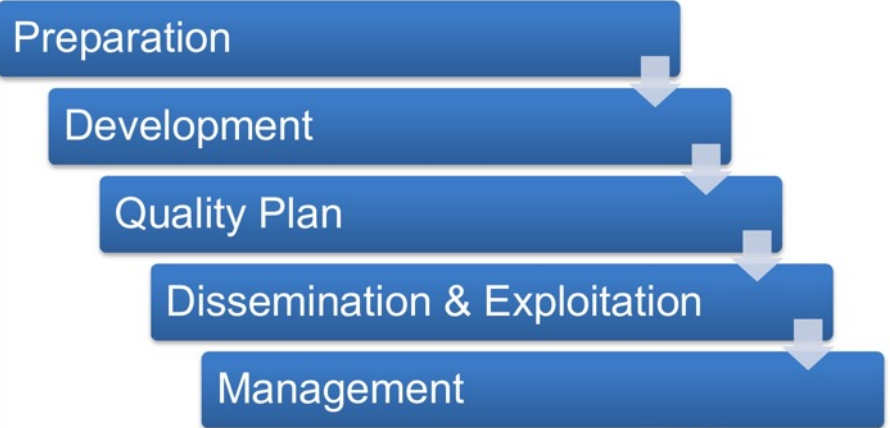 Preparation
Development
Quality Plan
Dissemination & Exploitation
Management